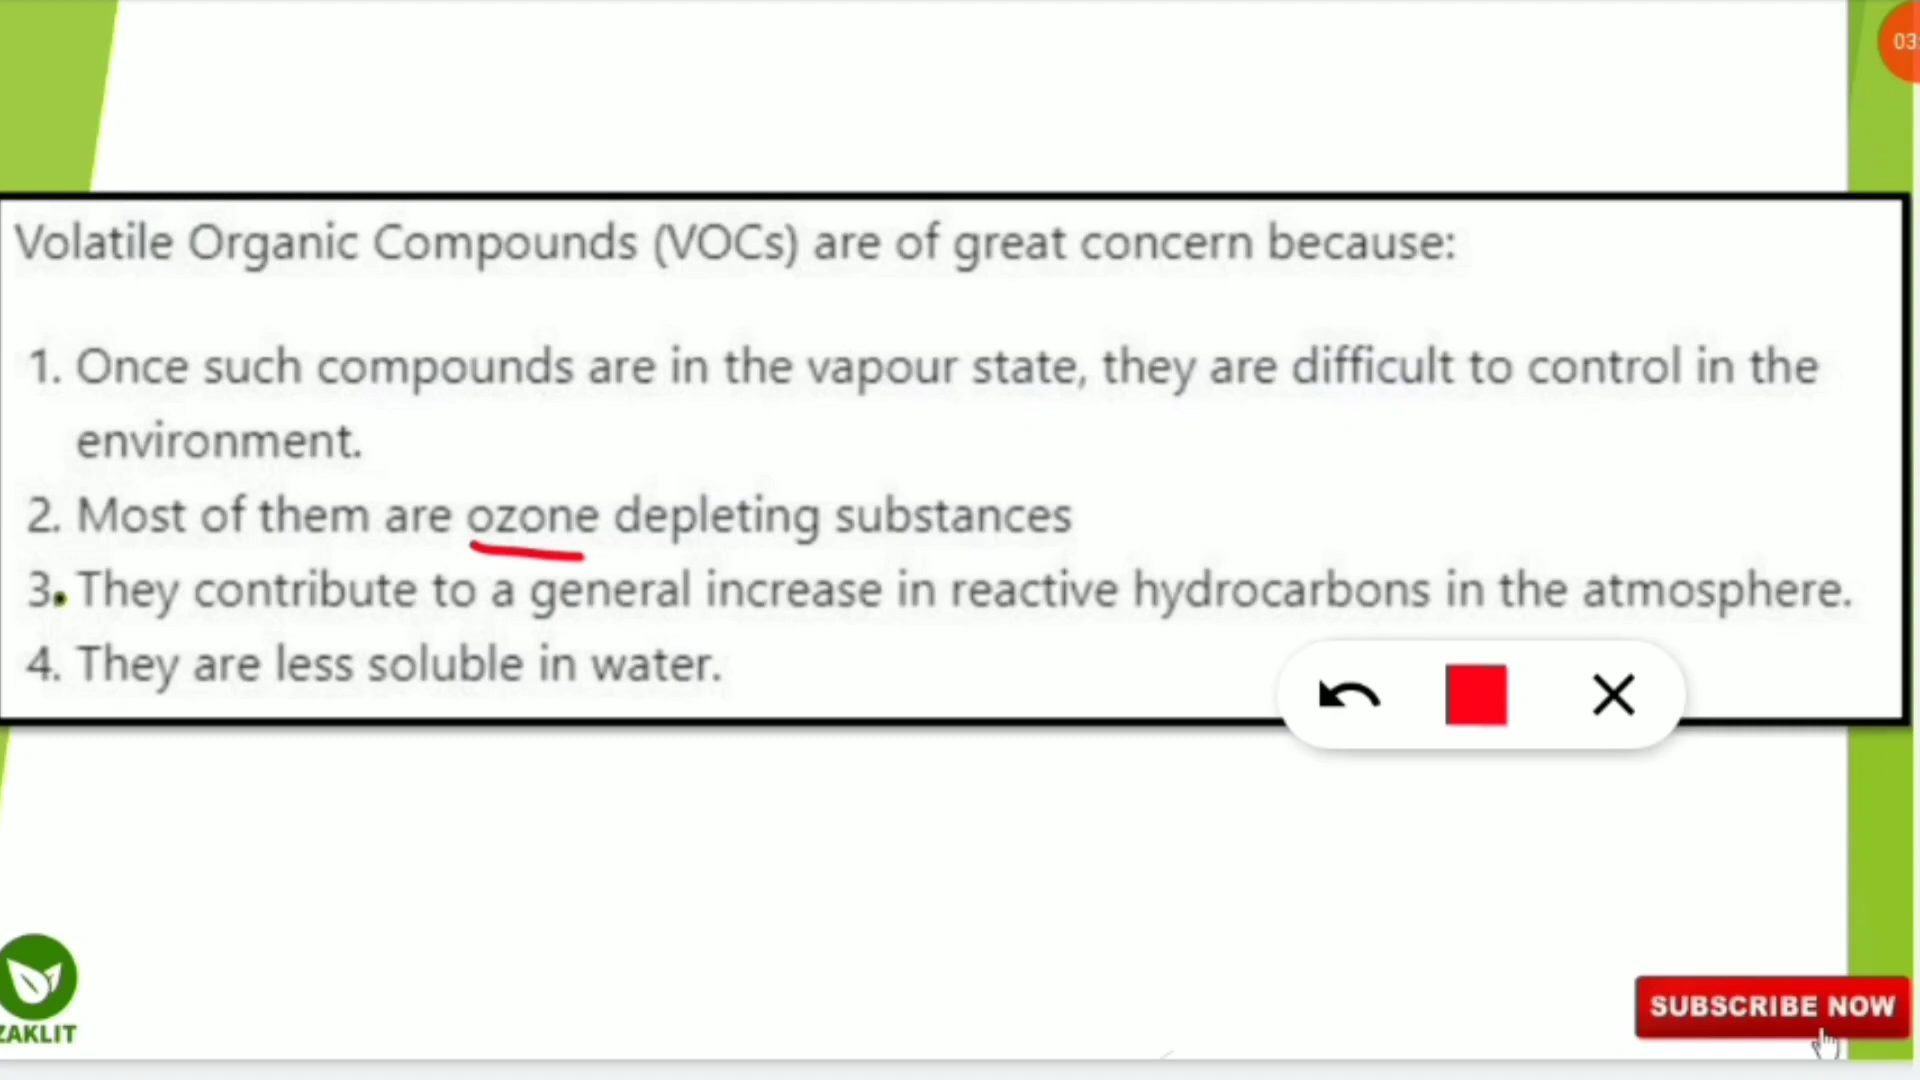 03:
Volatile Organic Compounds (VOCs) are of great concern because:
1. Once such compounds are in the vapour state, they are difficult to control in the
environment.
2. Most of them are ozone depleting substances
3. They contribute to a general increase in reactive hydrocarbons in the atmosphere.
4. They are less soluble in water.
ZAKLIT
SUBSCRIBE NOW